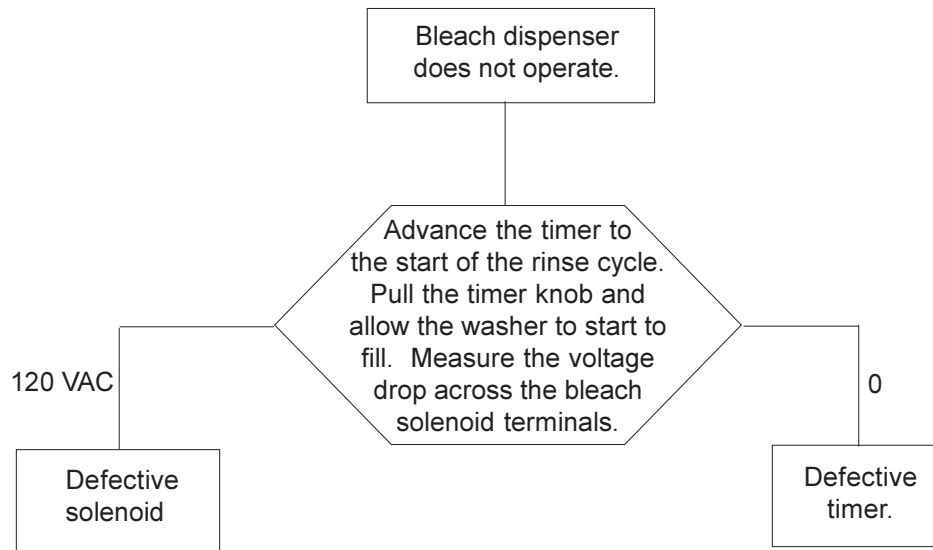 Bleach dispenser
does not operate.
Advance the timer to
the start of the rinse cycle.
Pull the timer knob and
allow the washer to start to
fill.  Measure the voltage
drop across the bleach
solenoid terminals.
120 VAC
0
Defective
solenoid
Defective
timer.